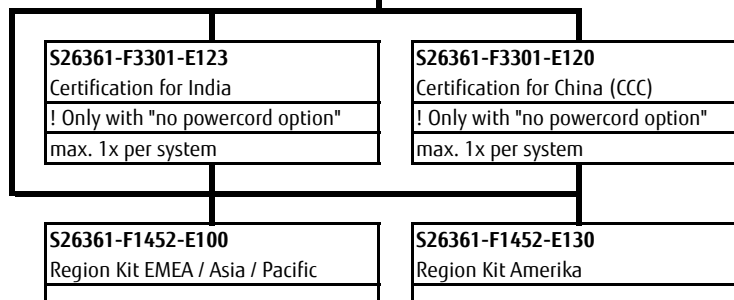 S26361-F3301-E123
Certification for India
! Only with "no powercord option"
max. 1x per system
S26361-F3301-E120
Certification for China (CCC)
! Only with "no powercord option"
max. 1x per system
S26361-F1452-E100
Region Kit EMEA / Asia / Pacific
S26361-F1452-E130
Region Kit Amerika